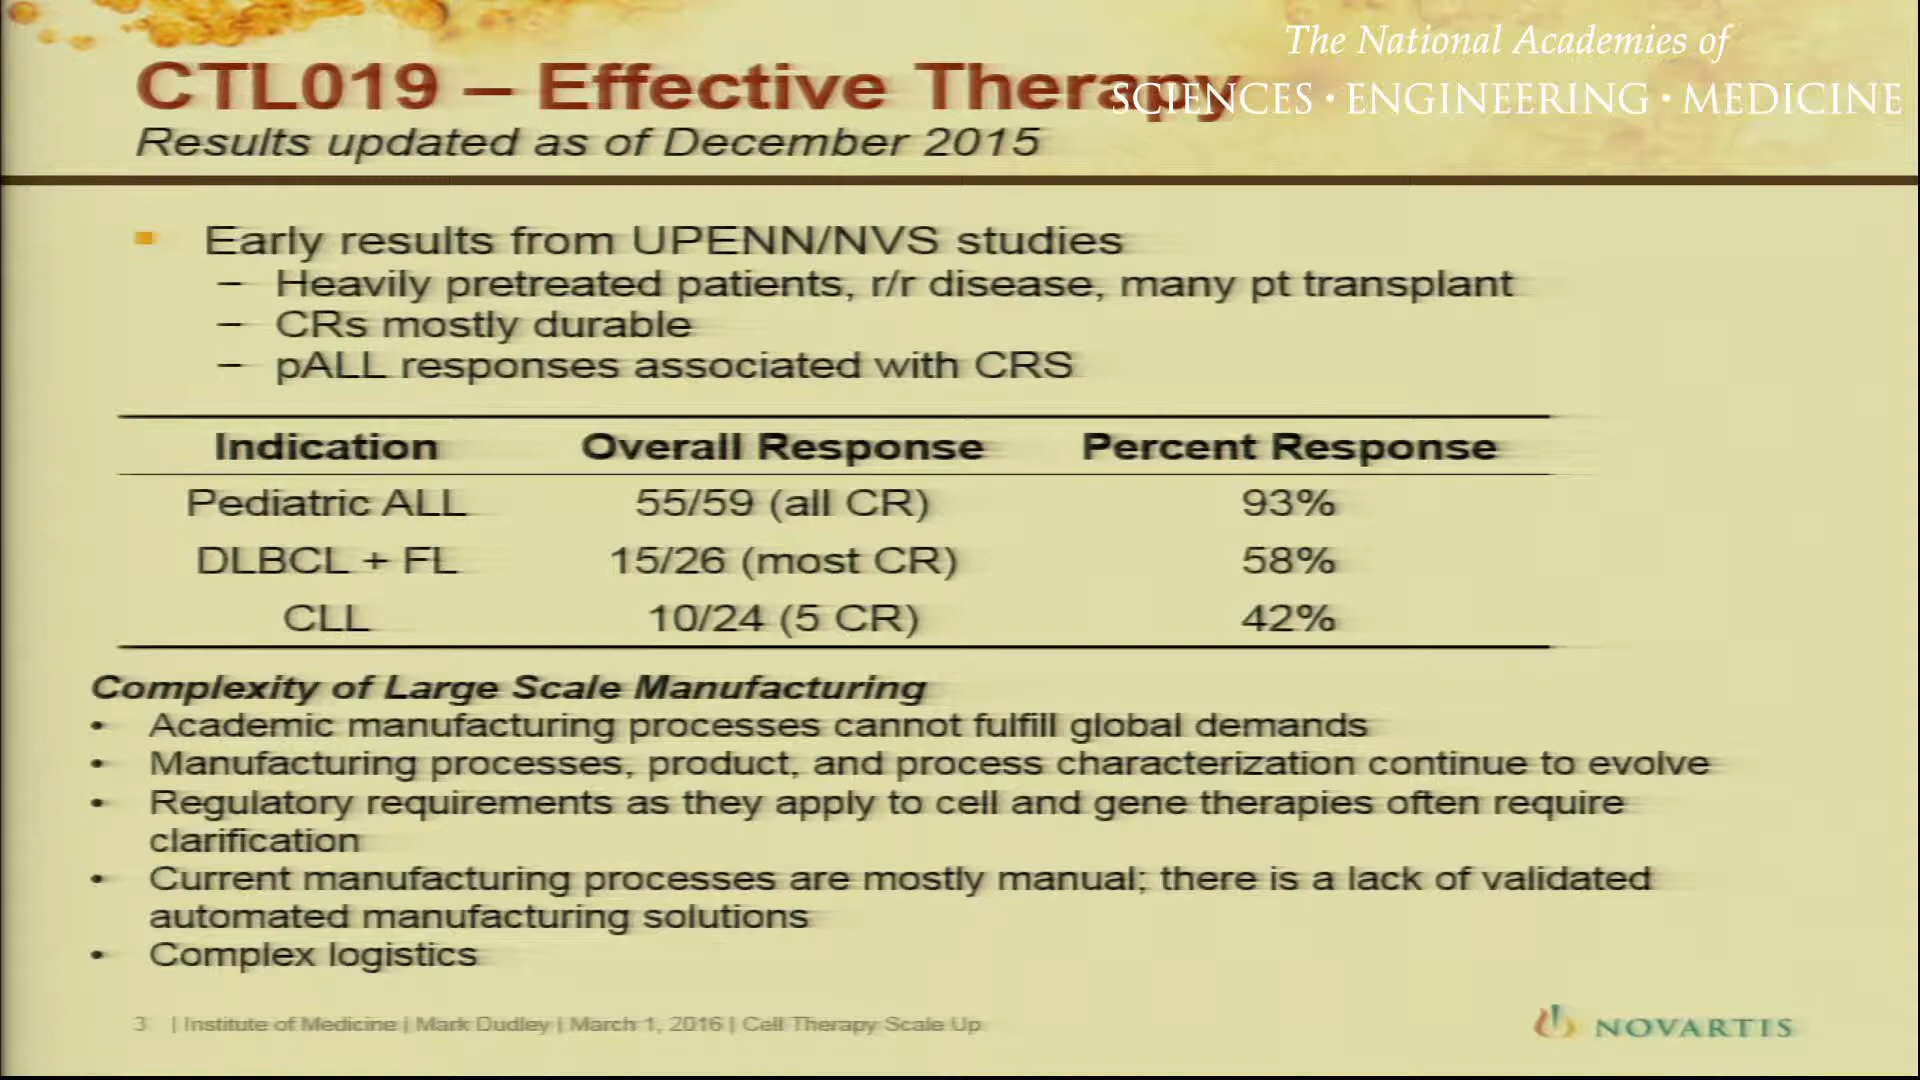 The National Academies of
SCIENCES • ENGINEERING • MEDICINE
CTL019 – Effective Therapy
Results updated as of December 2015
▪ Early results from UPENN/NVS studies
– Heavily pretreated patients, r/r disease, many pt transplant
– CRs mostly durable
– pALL responses associated with CRS
Indication Overall Response Percent Response
Pediatric ALL 55/59 (all CR) 93%
DLBCL + FL 15/26 (most CR) 58%
CLL 10/24 (5 CR) 42%
Complexity of Large Scale Manufacturing
• Academic manufacturing processes cannot fulfill global demands
• Manufacturing processes, product, and process characterization continue to evolve
• Regulatory requirements as they apply to cell and gene therapies often require
clarification
• Current manufacturing processes are mostly manual; there is a lack of validated
automated manufacturing solutions
• Complex logistics
3 | Institute of Medicine | Mark Dudley | March 1, 2016 | Cell Therapy Scale Up
NOVARTIS